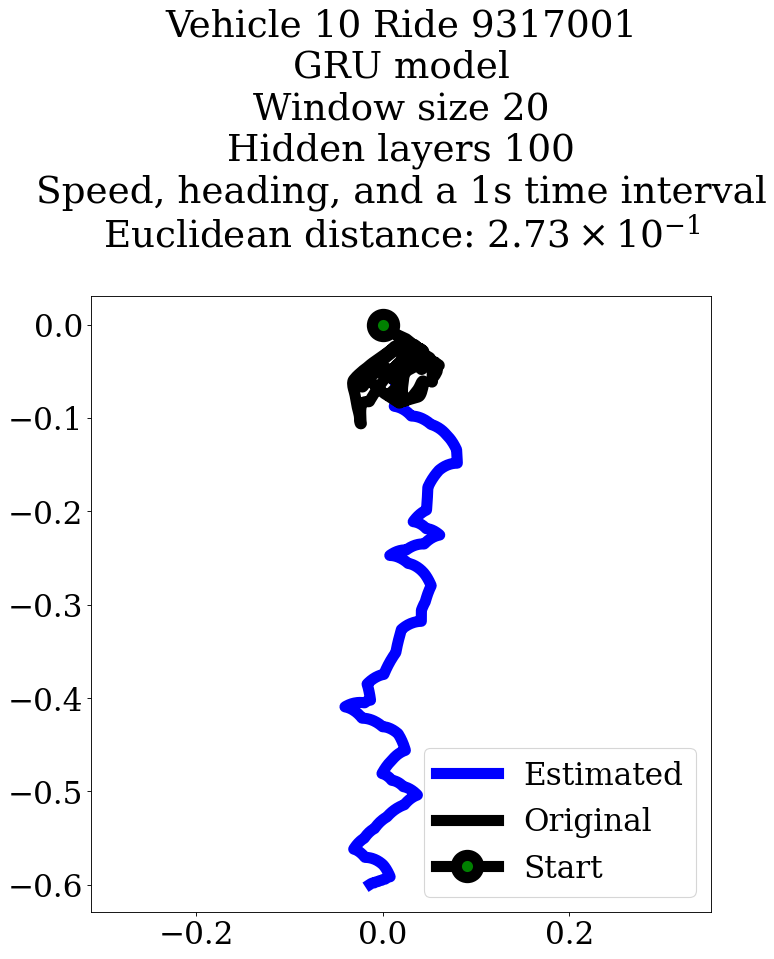 Vehicle 10 Ride 9317001
GRU model
Window size 20
Hidden layers 100
Speed, heading, and a 1s time interval
Euclidean distance: 2.73 × 10⁻¹
0.0
−0.1
−0.2
−0.3
−0.4
−0.5
−0.6
Estimated
Original
Start
−0.2 0.0 0.2